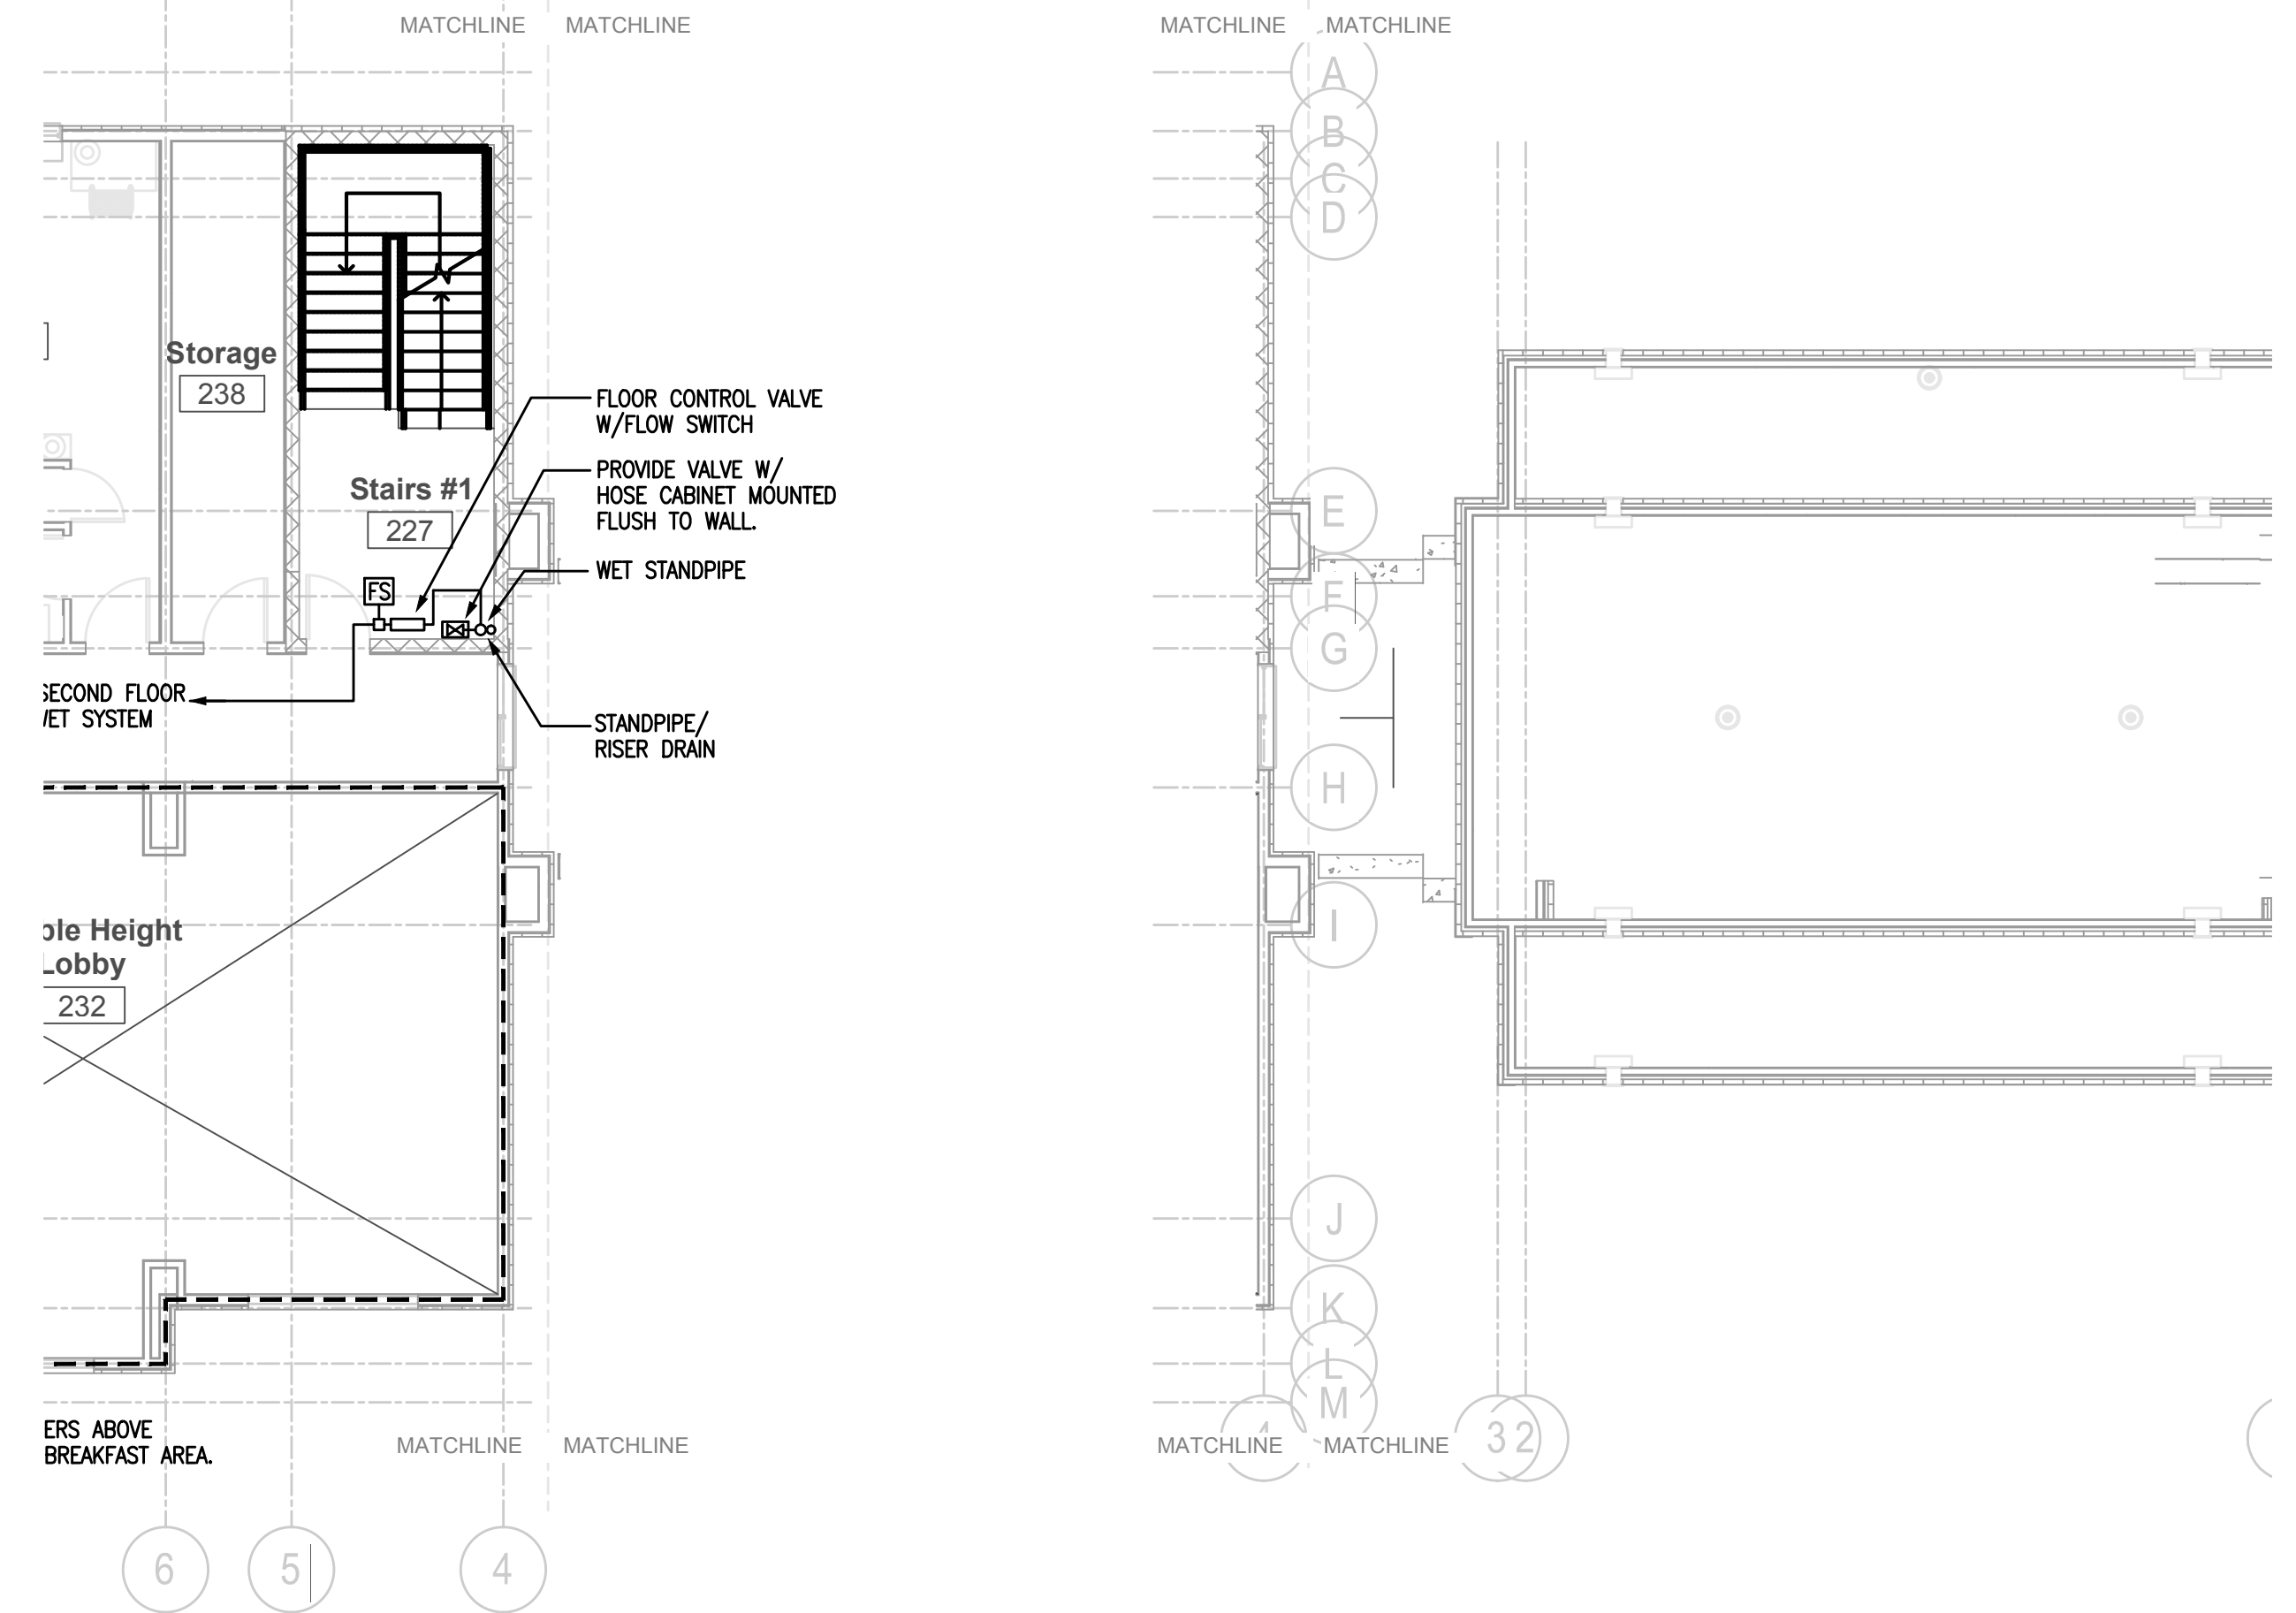 MATCHLINE MATCHLINE
MATCHLINE MATCHLINE
A
B
C
D
Storage
238
FLOOR CONTROL VALVE
W/FLOW SWITCH
PROVIDE VALVE W/
HOSE CABINET MOUNTED
FLUSH TO WALL.
Stairs #1
227
WET STANDPIPE
FS
E
F
G
SECOND FLOOR
WET SYSTEM
STANDPIPE/
RISER DRAIN
H
I
ble Height
Lobby
232
J
K
L
M
ERS ABOVE
BREAKFAST AREA.
MATCHLINE MATCHLINE
MATCHLINE MATCHLINE
4
3 2
6
5
4